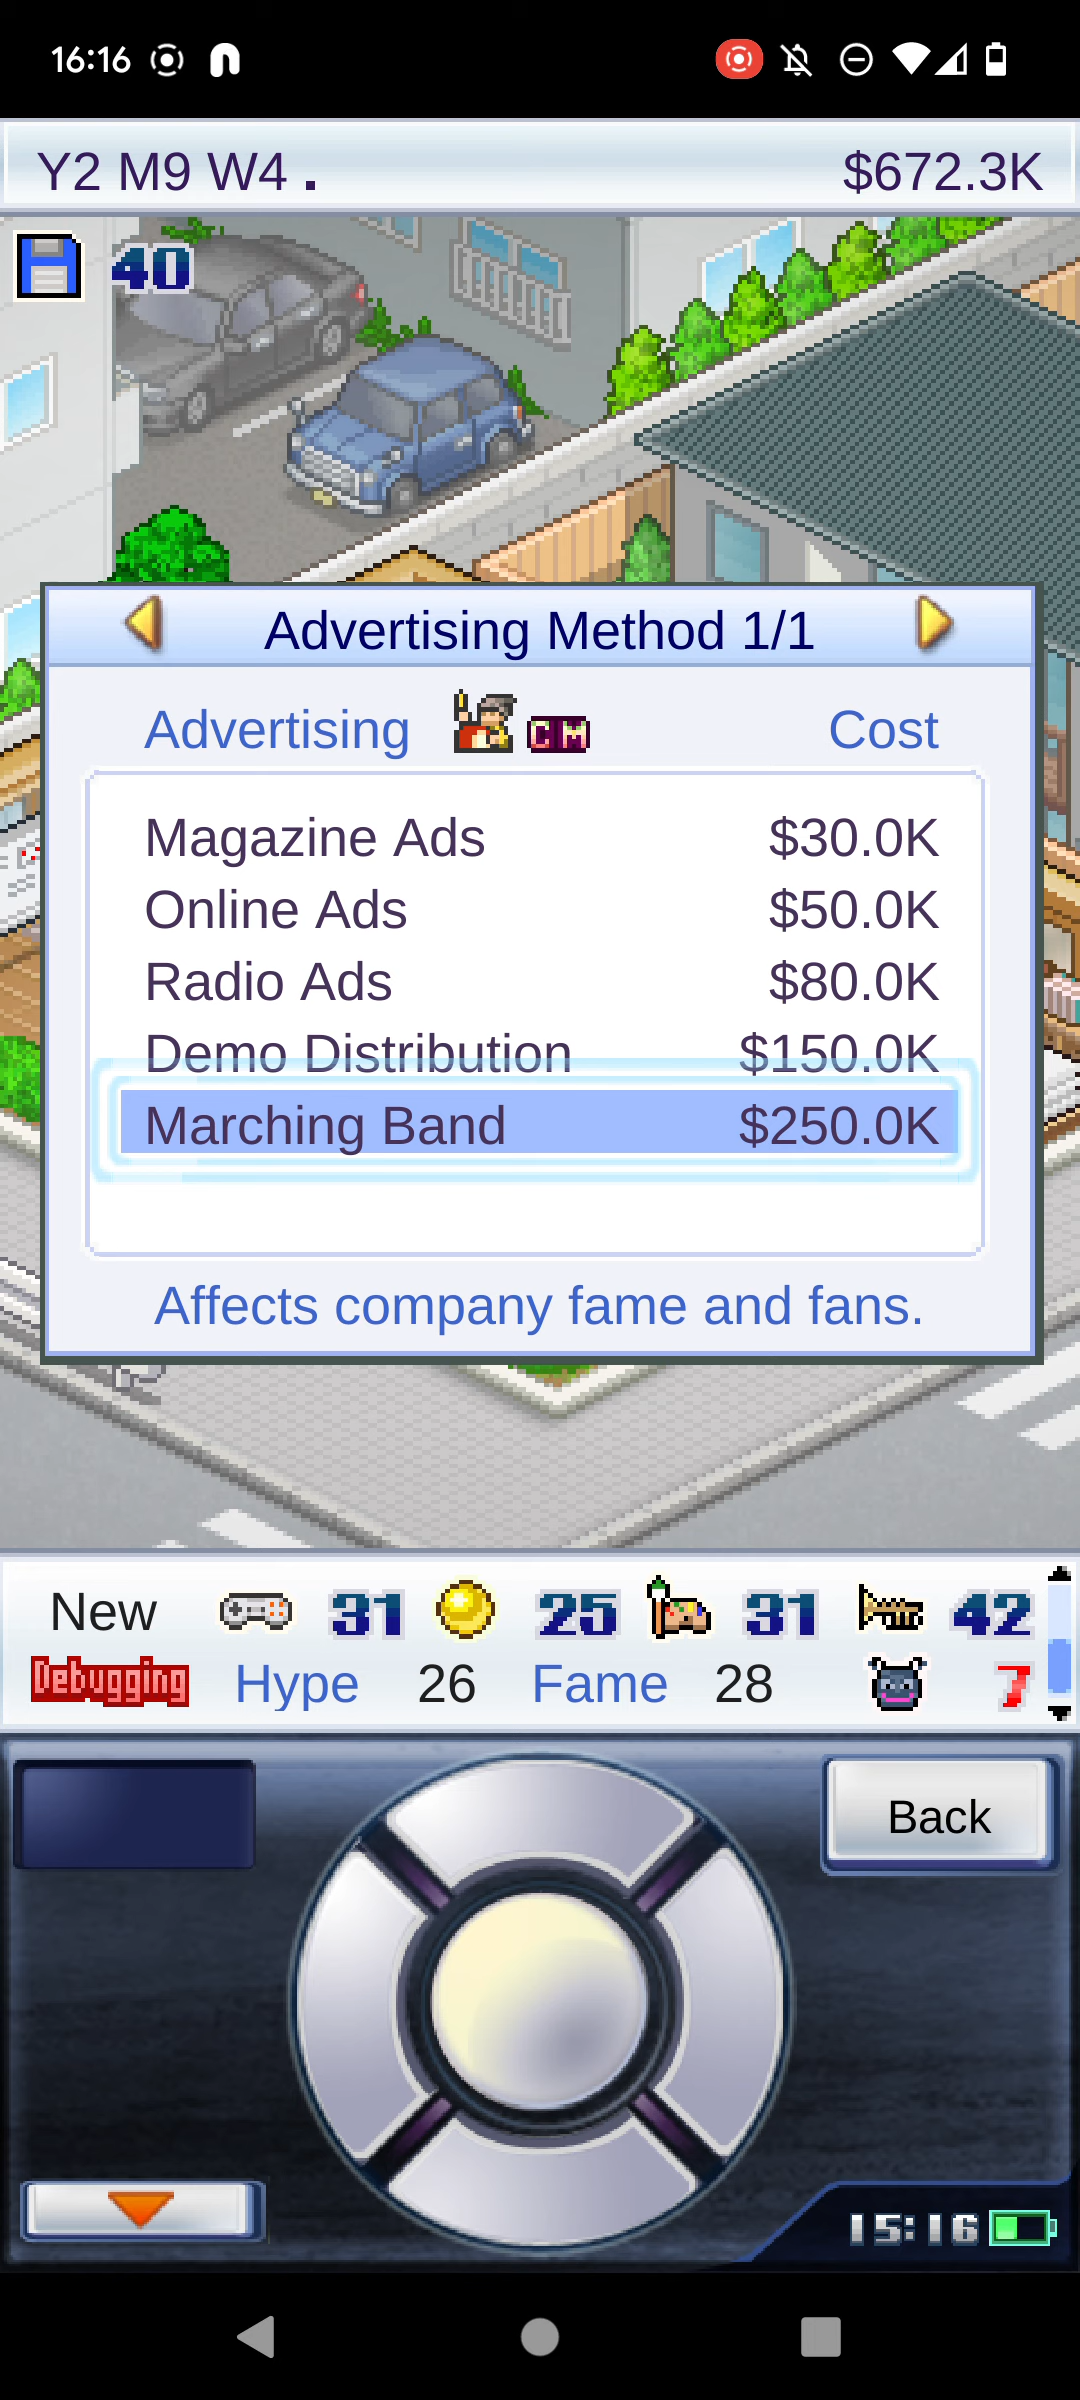 16:16
Y2 M9 W4 . $672.3K
40
Advertising Method 1/1
Advertising CM Cost
Magazine Ads $30.0K
Online Ads $50.0K
Radio Ads $80.0K
Demo Distribution $150.0K
Marching Band $250.0K
Affects company fame and fans.
New 31 25 31 42
Debugging Hype 26 Fame 28 7
Back
15:16